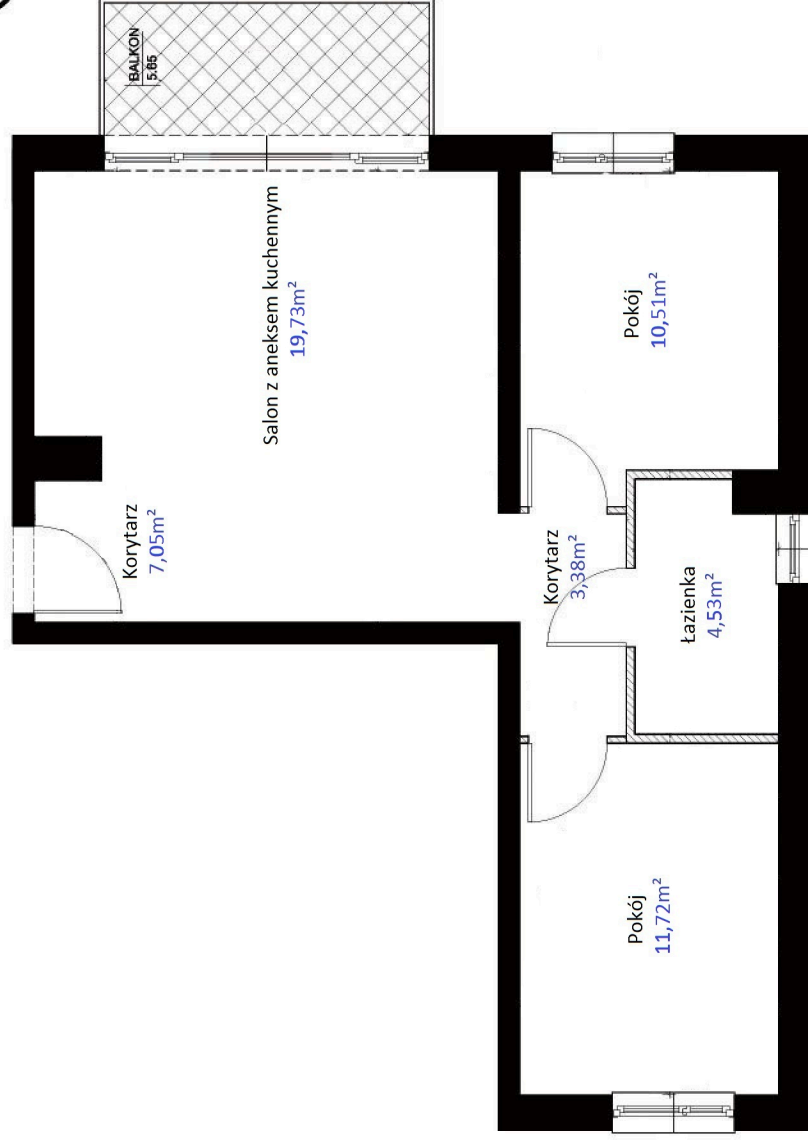 BALKON
5.65
Salon z aneksem kuchennym
19,73m²
Pokój
10,51m²
Korytarz
7,05m²
Korytarz
3,38m²
Łazienka
4,53m²
Pokój
11,72m²